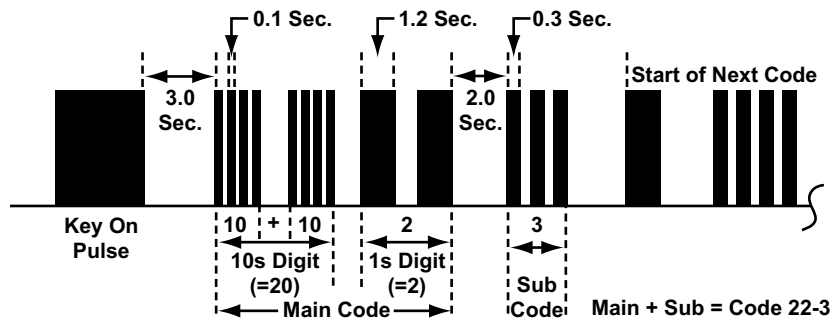 0.1 Sec.
1.2 Sec.
0.3 Sec.
Start of Next Code
3.0
Sec.
2.0
Sec.
Key On
Pulse
10 + 10
2
3
10s Digit
(=20)
1s Digit
(=2)
Sub
Code
Main Code
Main + Sub = Code 22-3